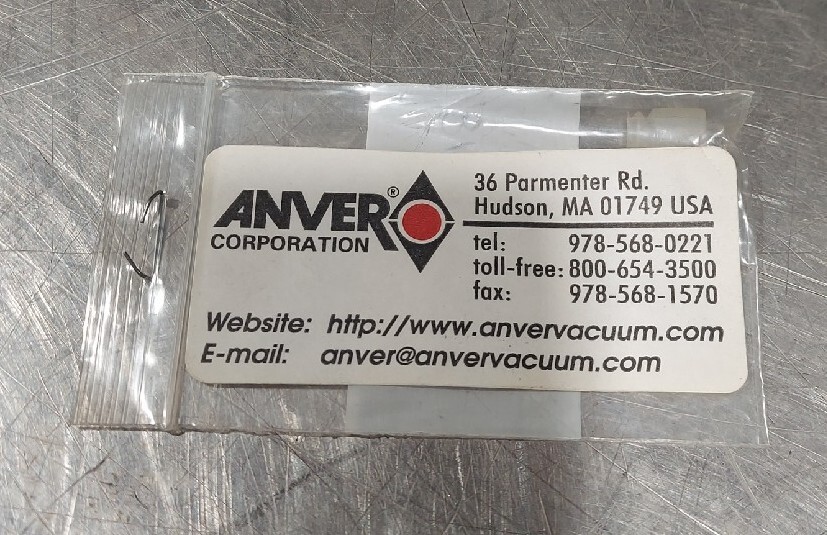 ANVER®
CORPORATION
36 Parmenter Rd.
Hudson, MA 01749 USA
tel: 978-568-0221
toll-free: 800-654-3500
fax: 978-568-1570
Website: http://www.anvervacuum.com
E-mail: anver@anvervacuum.com